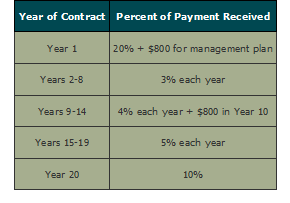 Year of Contract Percent of Payment Received
Year 1 20% + $800 for management plan
Years 2-8 3% each year
Years 9-14 4% each year + $800 in Year 10
Years 15-19 5% each year
Year 20 10%